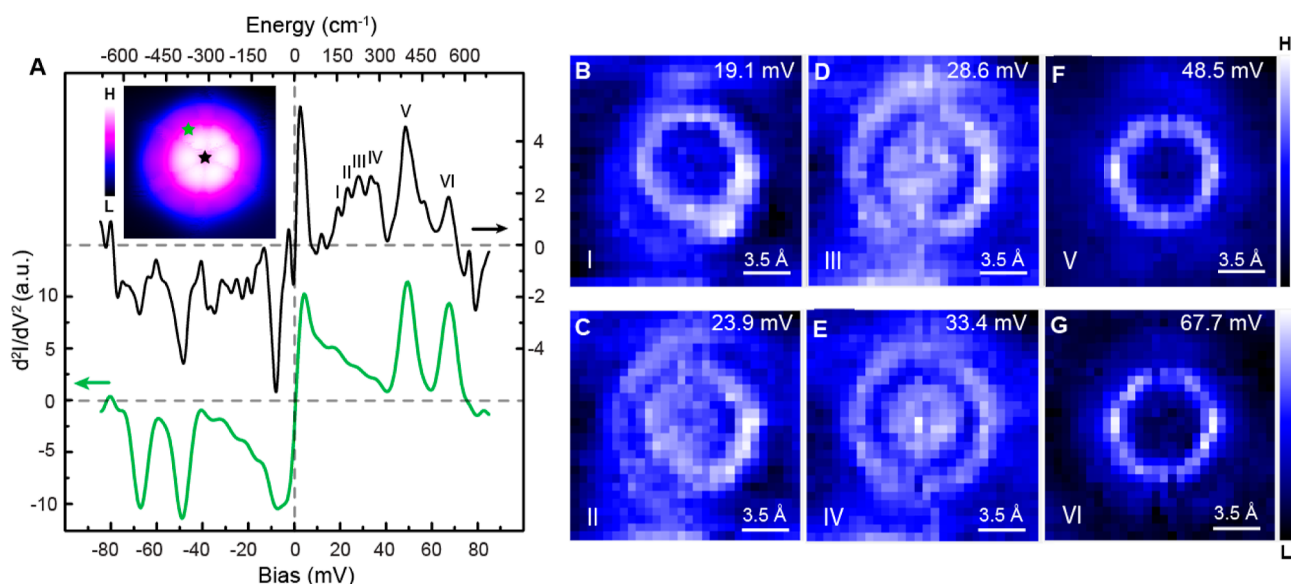 Energy (cm⁻¹)
-600 -450 -300 -150 0 150 300 450 600
A
H
L
V
I II III IV
VI
4
2
0
-2
-4
10
5
0
-5
-10
d²I/dV² (a.u.)
-80 -60 -40 -20 0 20 40 60 80
Bias (mV)
B 19.1 mV
I 3.5 Å
D 28.6 mV
III 3.5 Å
F 48.5 mV
V 3.5 Å
C 23.9 mV
II 3.5 Å
E 33.4 mV
IV 3.5 Å
G 67.7 mV
VI 3.5 Å
H
L